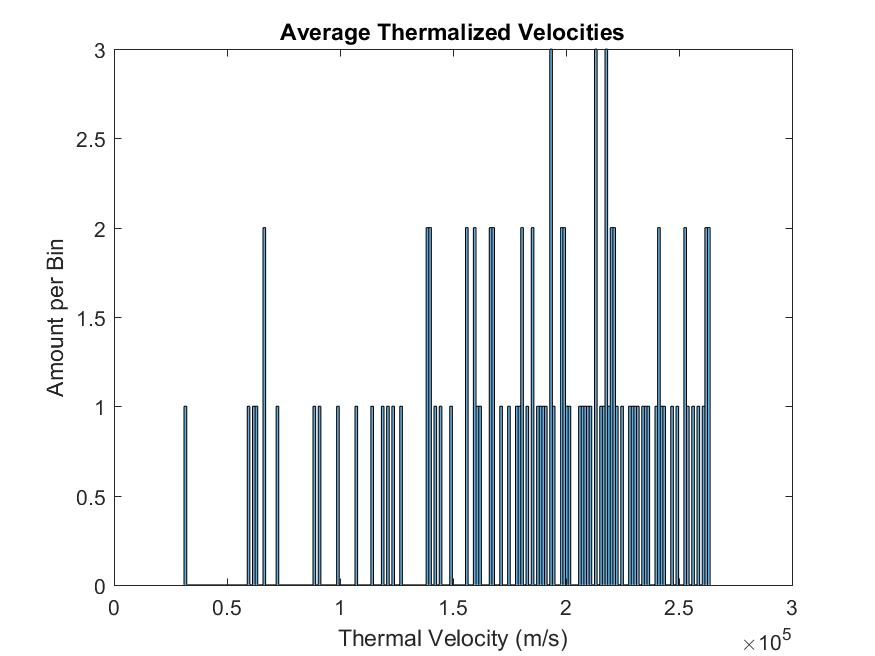 Average Thermalized Velocities
3
2.5
2
1.5
1
0.5
0
Amount per Bin
0 0.5 1 1.5 2 2.5 3
Thermal Velocity (m/s)
×10^5